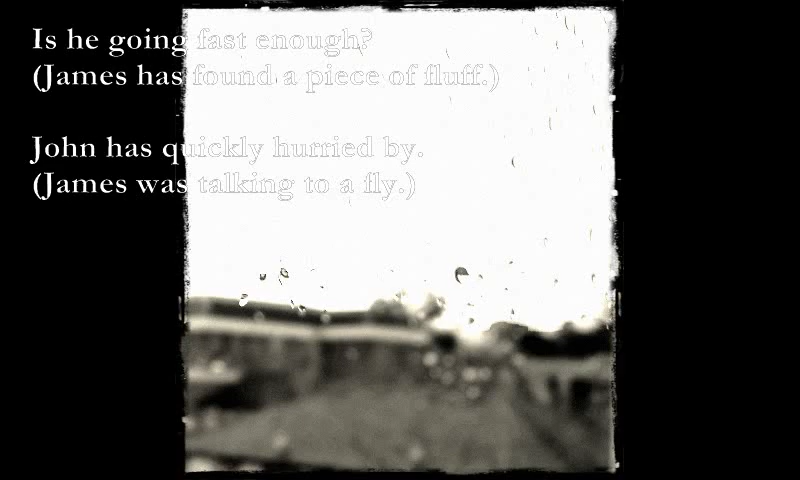 Is he going fast enough?
(James has found a piece of fluff.)
John has quickly hurried by.
(James was talking to a fly.)